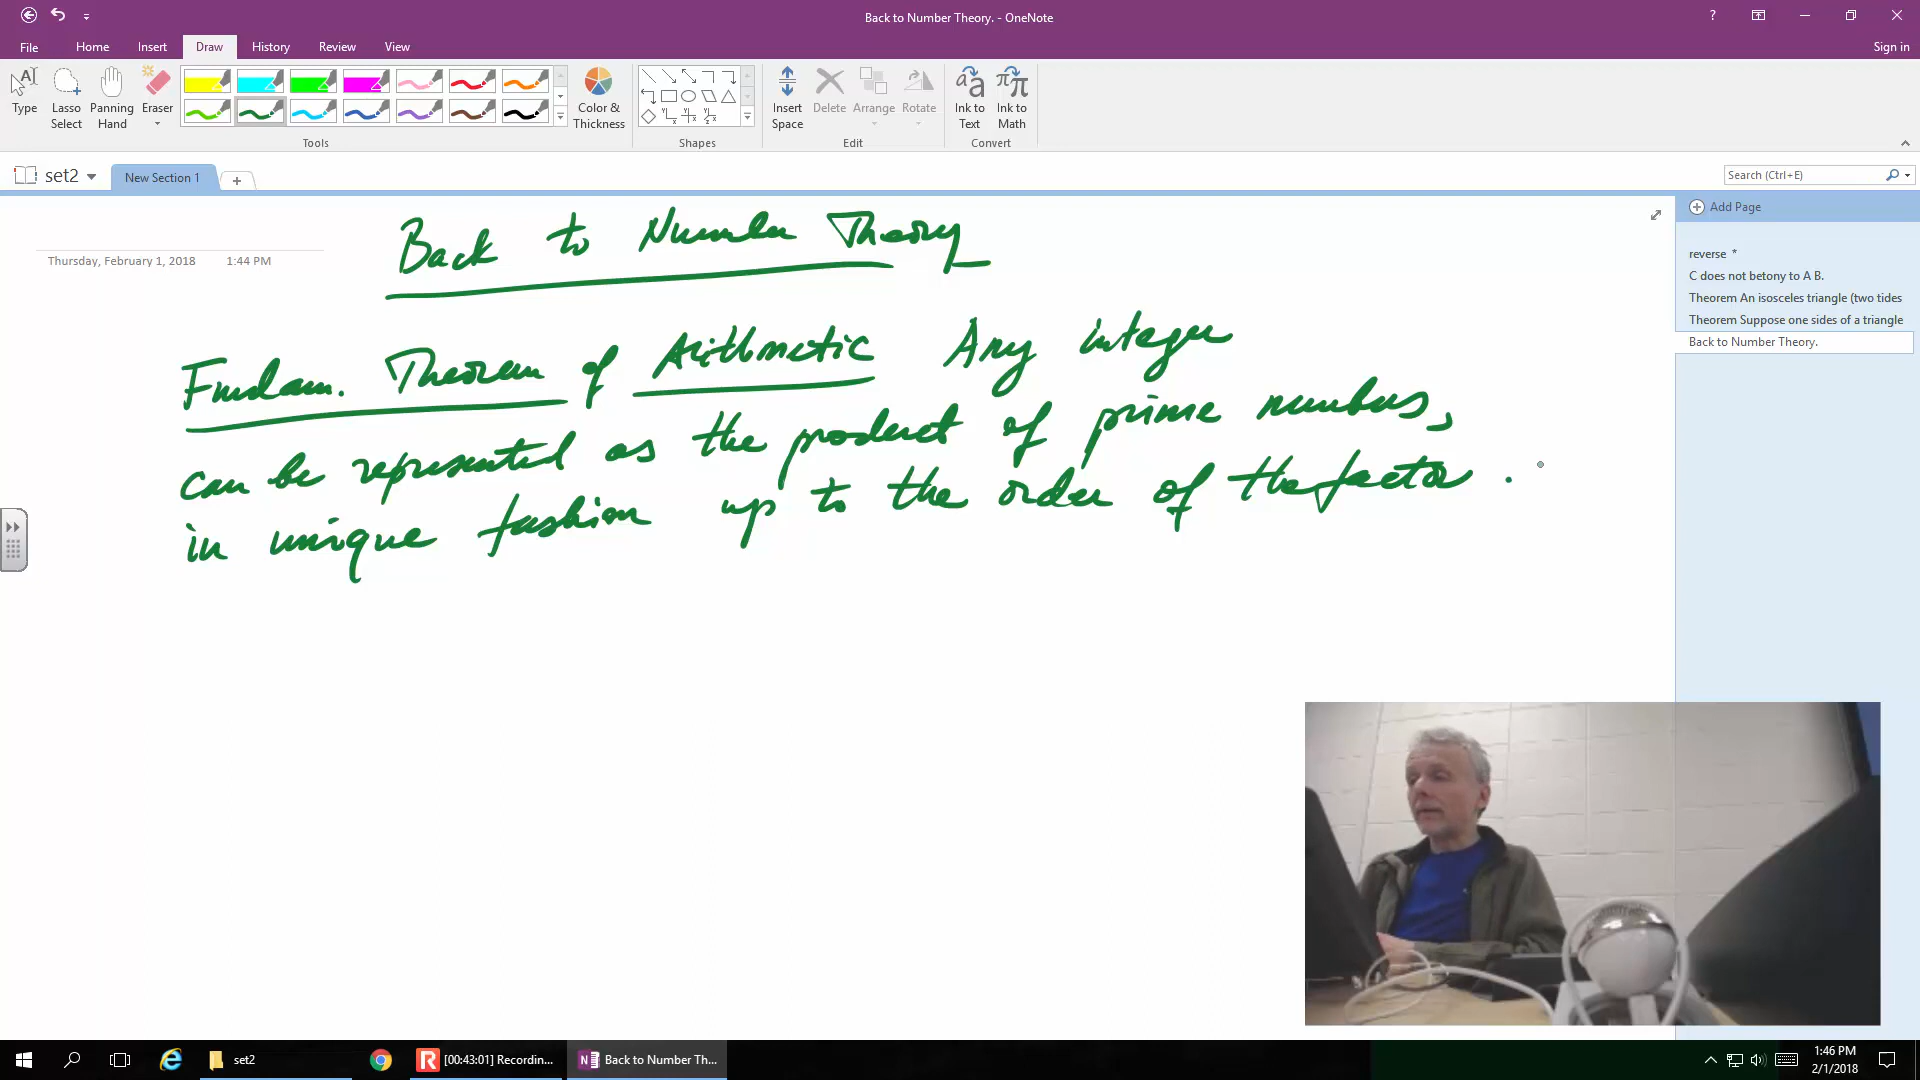 Back to Number Theory. - OneNote
File Home Insert Draw History Review View
Sign in
Type
Lasso Select
Panning Hand
Eraser
Color & Thickness
Insert Space
Delete
Arrange
Rotate
Ink to Text
Ink to Math
Tools Shapes Edit Convert
set2 New Section 1
Search (Ctrl+E)
Add Page
reverse *
C does not betony to A B.
Theorem An isosceles triangle (two tides
Theorem Suppose one sides of a triangle
Back to Number Theory.
Back to Number Theory
Thursday, February 1, 2018 1:44 PM
Fundam. Theorem of Arithmetic Any integer
can be represented as the product of prime numbers,
in unique fashion up to the order of the factor .
set2
[00:43:01] Recordin...
Back to Number Th...
1:46 PM
2/1/2018